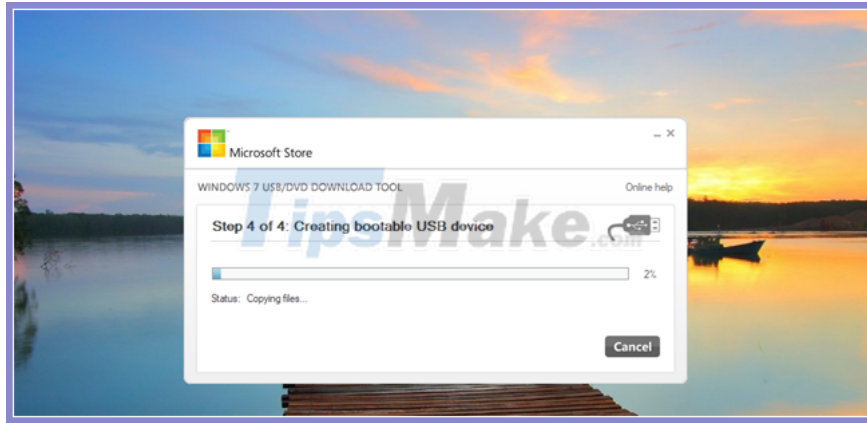 Microsoft Store
WINDOWS 7 USB/DVD DOWNLOAD TOOL
Online help
TipsMake.com
Step 4 of 4: Creating bootable USB device
2%
Status: Copying files...
Cancel